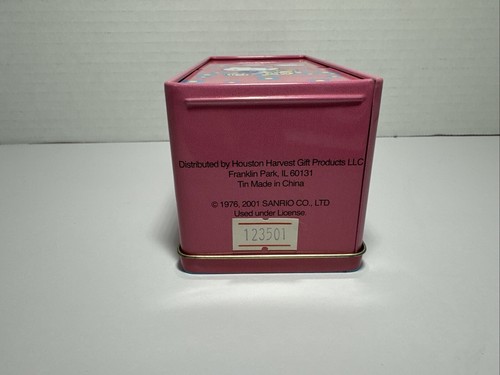 Distributed by Houston Harvest Gift Products LLC
Franklin Park, IL 60131
Tin Made in China
© 1976, 2001 SANRIO CO., LTD
Used under License
123501